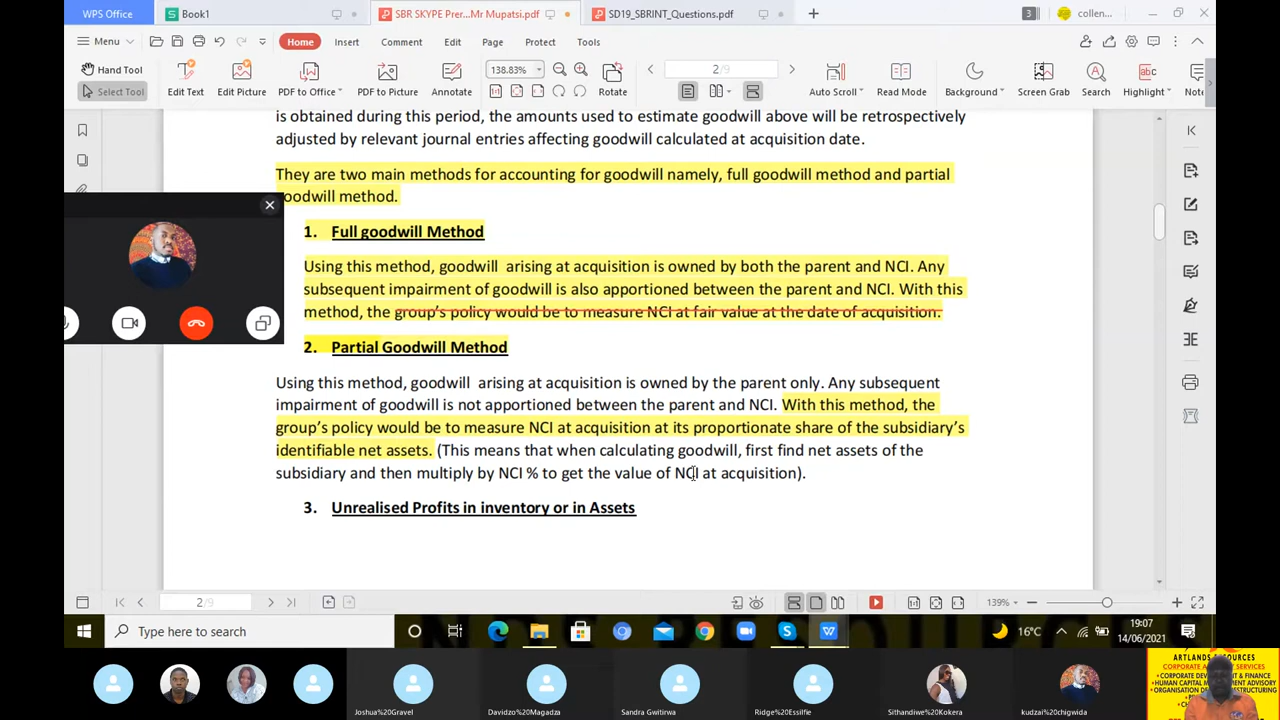 WPS Office
Book1
SBR SKYPE Prer...Mr Mupatsi.pdf
SD19_SBRINT_Questions.pdf
3
collen...
Menu
Home
Insert
Comment
Edit
Page
Protect
Tools
Hand Tool
Select Tool
Edit Text
Edit Picture
PDF to Office
PDF to Picture
Annotate
138.83%
Rotate
2/9
Auto Scroll
Read Mode
Background
Screen Grab
Search
Highlight
Note
is obtained during this period, the amounts used to estimate goodwill above will be retrospectively
adjusted by relevant journal entries affecting goodwill calculated at acquisition date.
They are two main methods for accounting for goodwill namely, full goodwill method and partial
goodwill method.
1. Full goodwill Method
Using this method, goodwill arising at acquisition is owned by both the parent and NCI. Any
subsequent impairment of goodwill is also apportioned between the parent and NCI. With this
method, the group's policy would be to measure NCI at fair value at the date of acquisition.
2. Partial Goodwill Method
Using this method, goodwill arising at acquisition is owned by the parent only. Any subsequent
impairment of goodwill is not apportioned between the parent and NCI. With this method, the
group's policy would be to measure NCI at acquisition at its proportionate share of the subsidiary's
identifiable net assets. (This means that when calculating goodwill, first find net assets of the
subsidiary and then multiply by NCI % to get the value of NCI at acquisition).
3. Unrealised Profits in inventory or in Assets
2/9
139%
Type here to search
16°C
19:07
14/06/2021
Joshua%20Gravel
Davidzo%20Magadza
Sandra Gwitirwa
Ridge%20Essilfie
Sithandiwe%20Kokera
kudzai%20chigwida